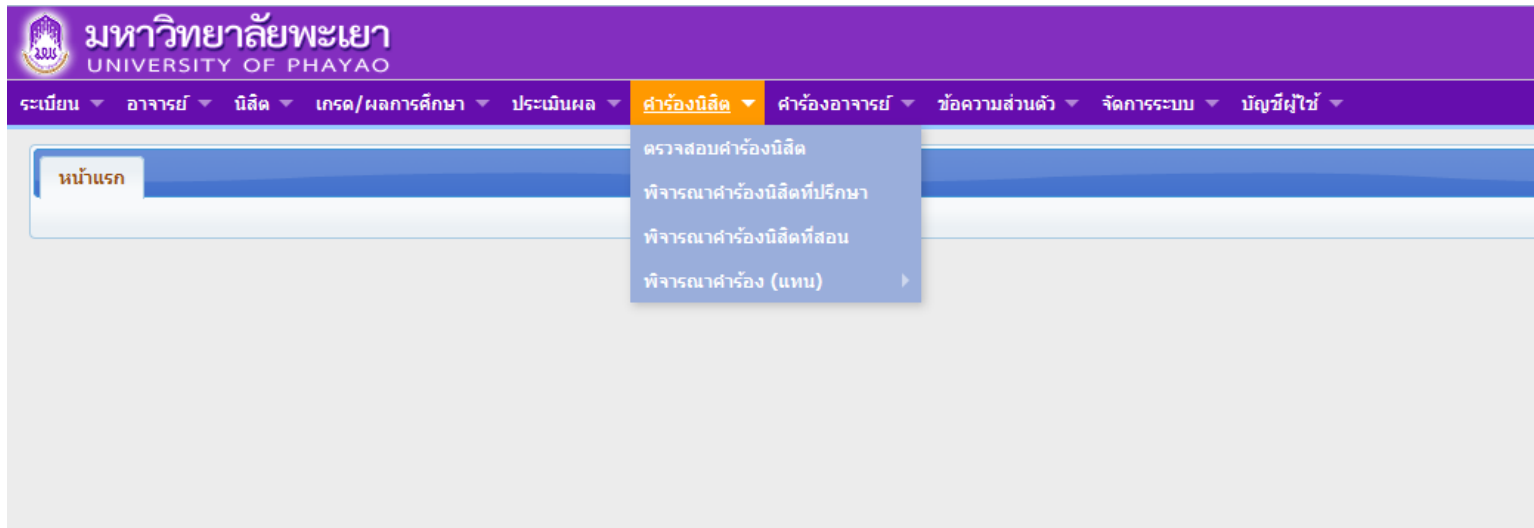 มหาวิทยาลัยพะเยา
UNIVERSITY OF PHAYAO
ระเบียน อาจารย์ นิสิต เกรด/ผลการศึกษา ประเมินผล คำร้องนิสิต คำร้องอาจารย์ ข้อความส่วนตัว จัดการระบบ บัญชีผู้ใช้
หน้าแรก
ตรวจสอบคำร้องนิสิต
พิจารณาคำร้องนิสิตที่ปรึกษา
พิจารณาคำร้องนิสิตที่สอน
พิจารณาคำร้อง (แทน)